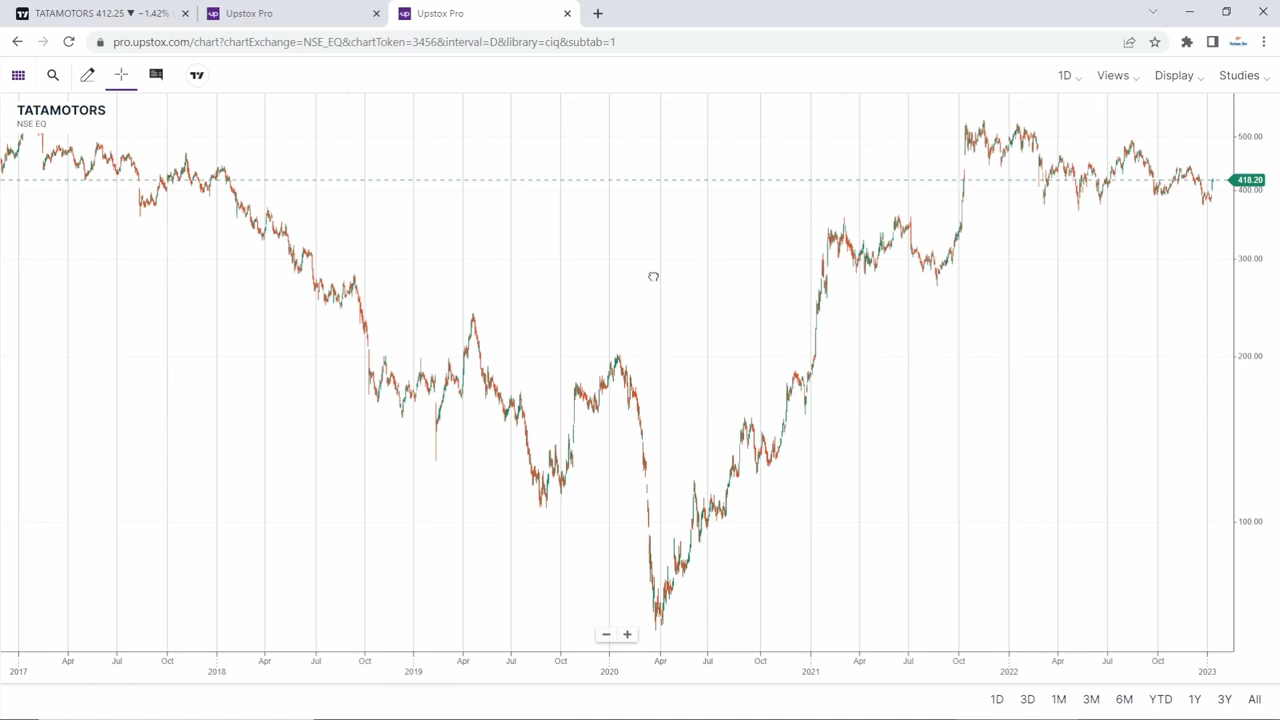 TATAMOTORS 412.25 ▼ −1.42%
Upstox Pro
Upstox Pro
pro.upstox.com/chart?chartExchange=NSE_EQ&chartToken=3456&interval=D&library=ciq&subtab=1
1D Views Display Studies
TATAMOTORS
NSE EQ
500.00
418.20
400.00
300.00
200.00
100.00
Apr Jul Oct Apr Jul Oct Apr Jul Oct Apr Jul Oct Apr Jul Oct Apr Jul Oct
2017 2018 2019 2020 2021 2022 2023
1D 3D 1M 3M 6M YTD 1Y 3Y All